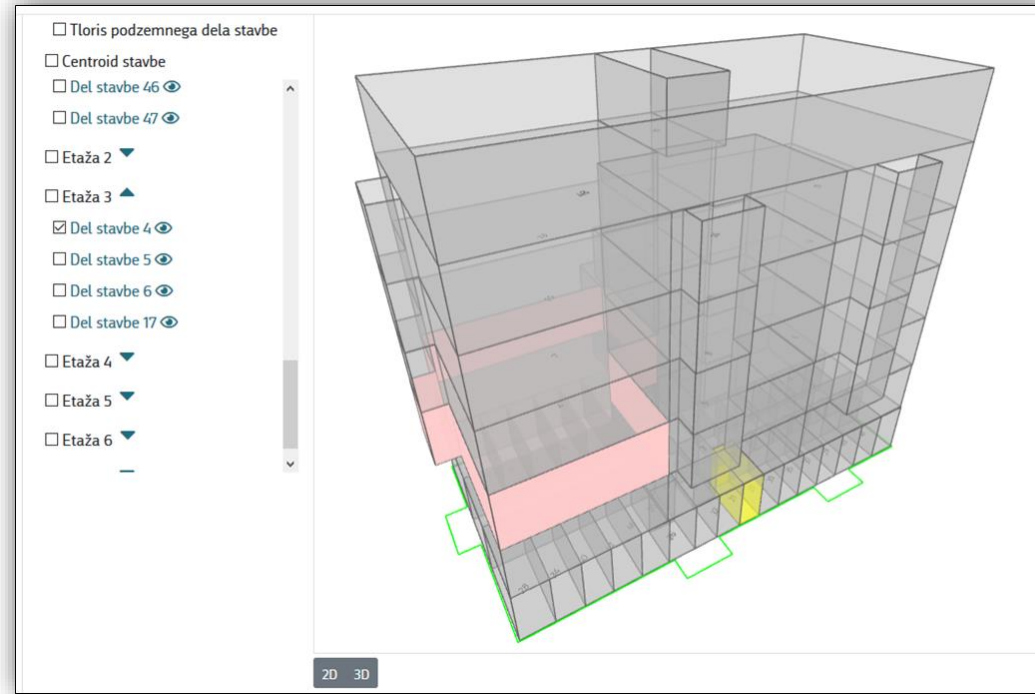 Tloris podzemnega dela stavbe
Centroid stavbe
Del stavbe 46
Del stavbe 47
Etaža 2
Etaža 3
Del stavbe 4
Del stavbe 5
Del stavbe 6
Del stavbe 17
Etaža 4
Etaža 5
Etaža 6
2D 3D